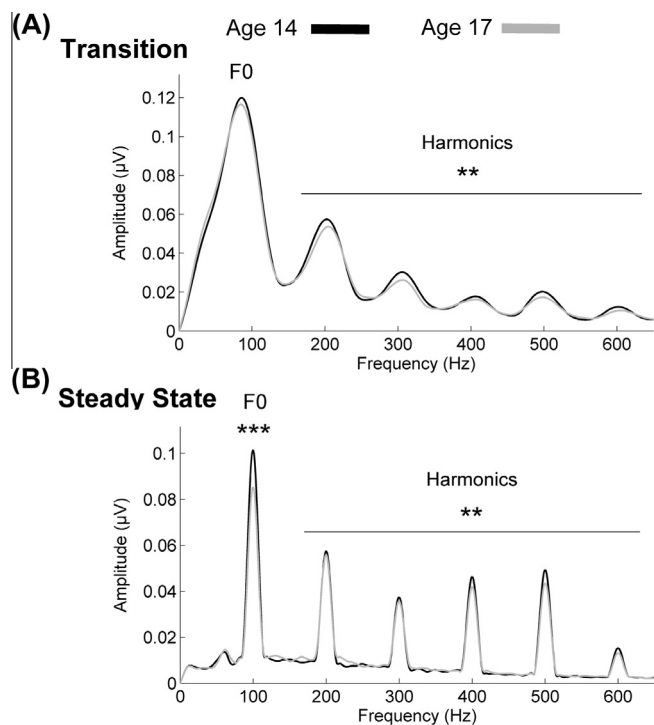 (A) Age 14 Age 17
Transition
F0
0.12
0.1
0.08
0.06
0.04
0.02
0
Amplitude (µV)
Harmonics
**
0 100 200 300 400 500 600
Frequency (Hz)
(B)
Steady State F0
***
0.1
0.08
0.06
0.04
0.02
0
Amplitude (µV)
Harmonics
**
0 100 200 300 400 500 600
Frequency (Hz)